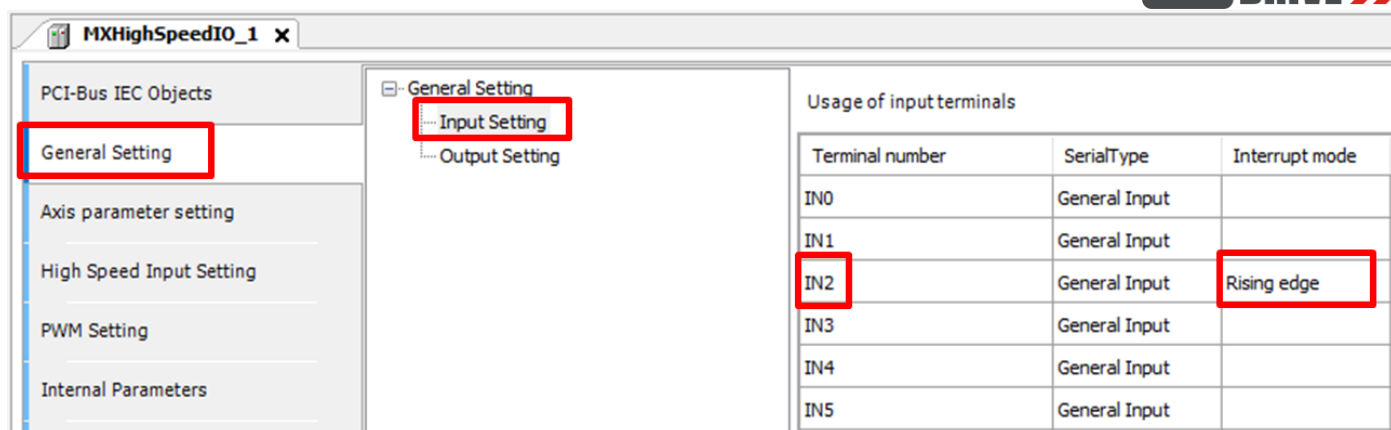 MXHighSpeedIO_1
PCI-Bus IEC Objects
General Setting
Axis parameter setting
High Speed Input Setting
PWM Setting
Internal Parameters
General Setting
Input Setting
Output Setting
Usage of input terminals
Terminal number SerialType Interrupt mode
IN0 General Input
IN1 General Input
IN2 General Input Rising edge
IN3 General Input
IN4 General Input
IN5 General Input